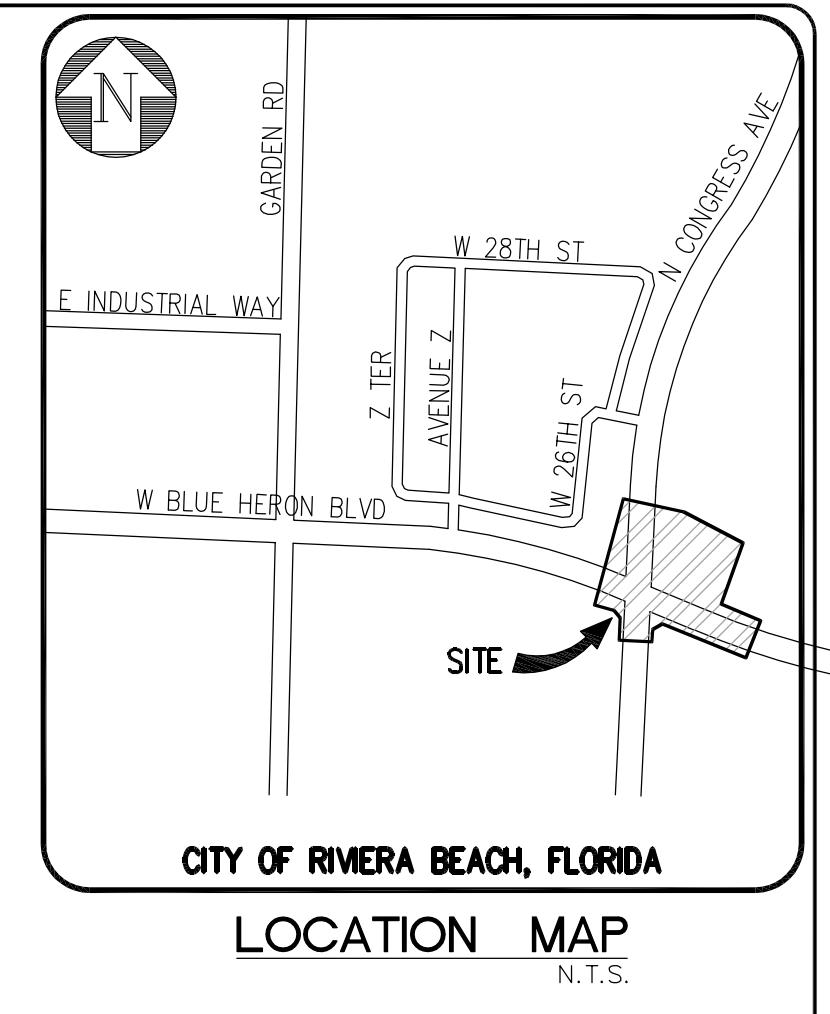 N
GARDEN RD
N CONGRESS AVE
W 28TH ST
E INDUSTRIAL WAY
Z TER
AVENUE Z
W 26TH ST
W BLUE HERON BLVD
SITE
CITY OF RIVIERA BEACH, FLORIDA
LOCATION MAP
N.T.S.